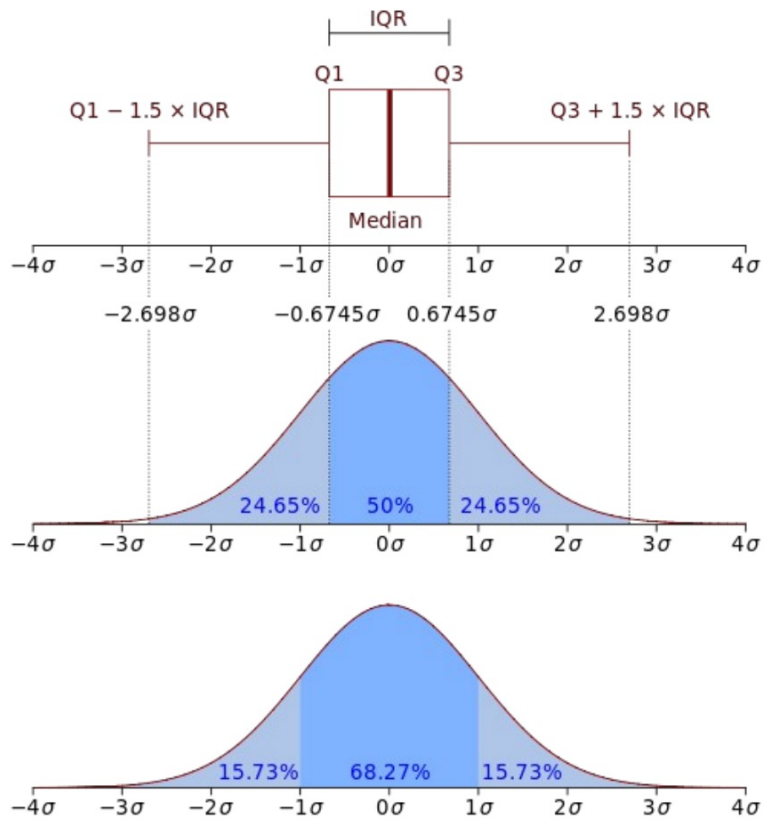 IQR
Q1 Q3
Q1 − 1.5 × IQR Q3 + 1.5 × IQR
Median
−4σ −3σ −2σ −1σ 0σ 1σ 2σ 3σ 4σ
−2.698σ −0.6745σ 0.6745σ 2.698σ
24.65% 50% 24.65%
−4σ −3σ −2σ −1σ 0σ 1σ 2σ 3σ 4σ
15.73% 68.27% 15.73%
−4σ −3σ −2σ −1σ 0σ 1σ 2σ 3σ 4σ